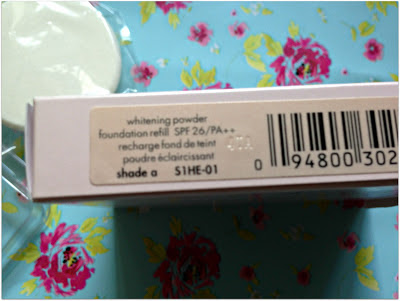 whitening powder
foundation refill SPF 26/PA++
recharge fond de teint
poudre éclaircissant
shade a S1HE-01
0 94800 302